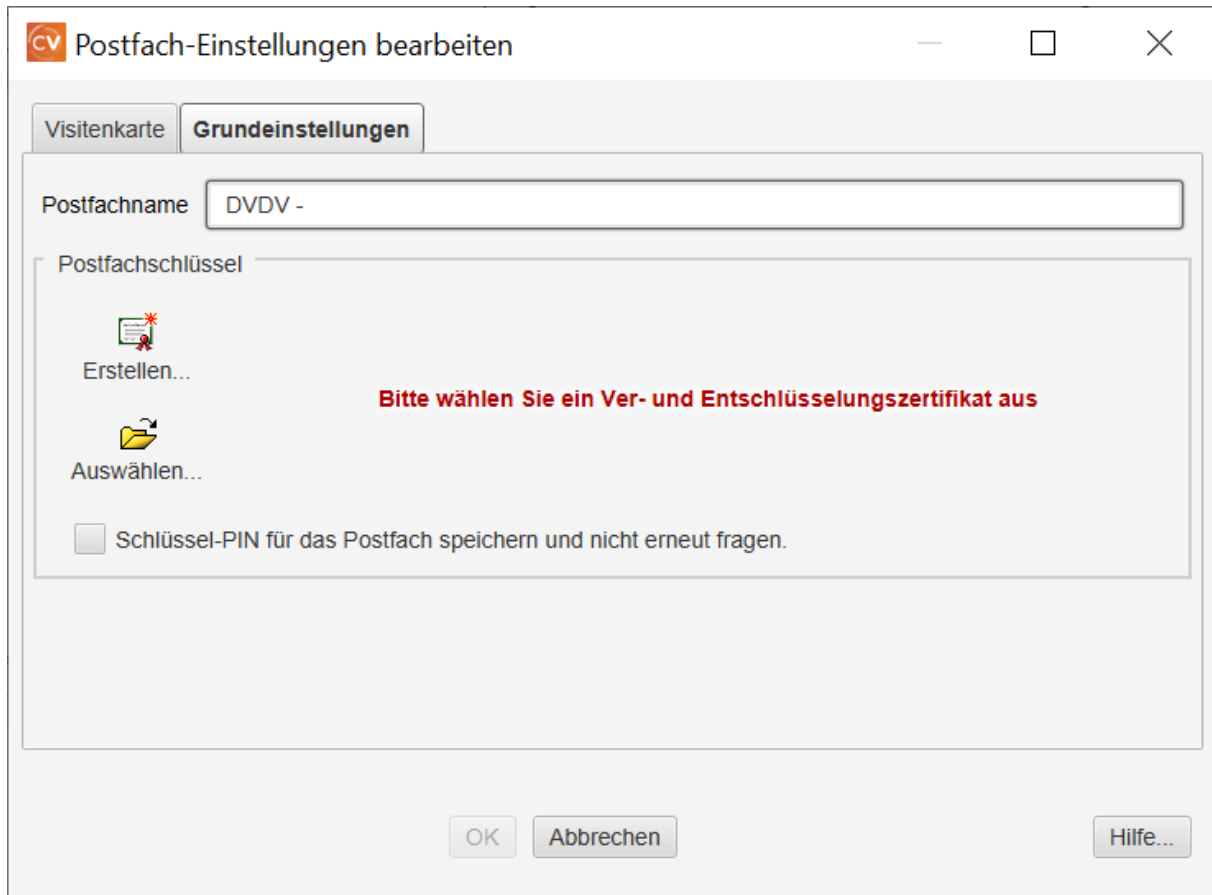 CV Postfach-Einstellungen bearbeiten
Visitenkarte Grundeinstellungen
Postfachname DVDV -
Postfachschlüssel
Erstellen...
Bitte wählen Sie ein Ver- und Entschlüsselungszertifikat aus
Auswählen...
Schlüssel-PIN für das Postfach speichern und nicht erneut fragen.
OK Abbrechen Hilfe...